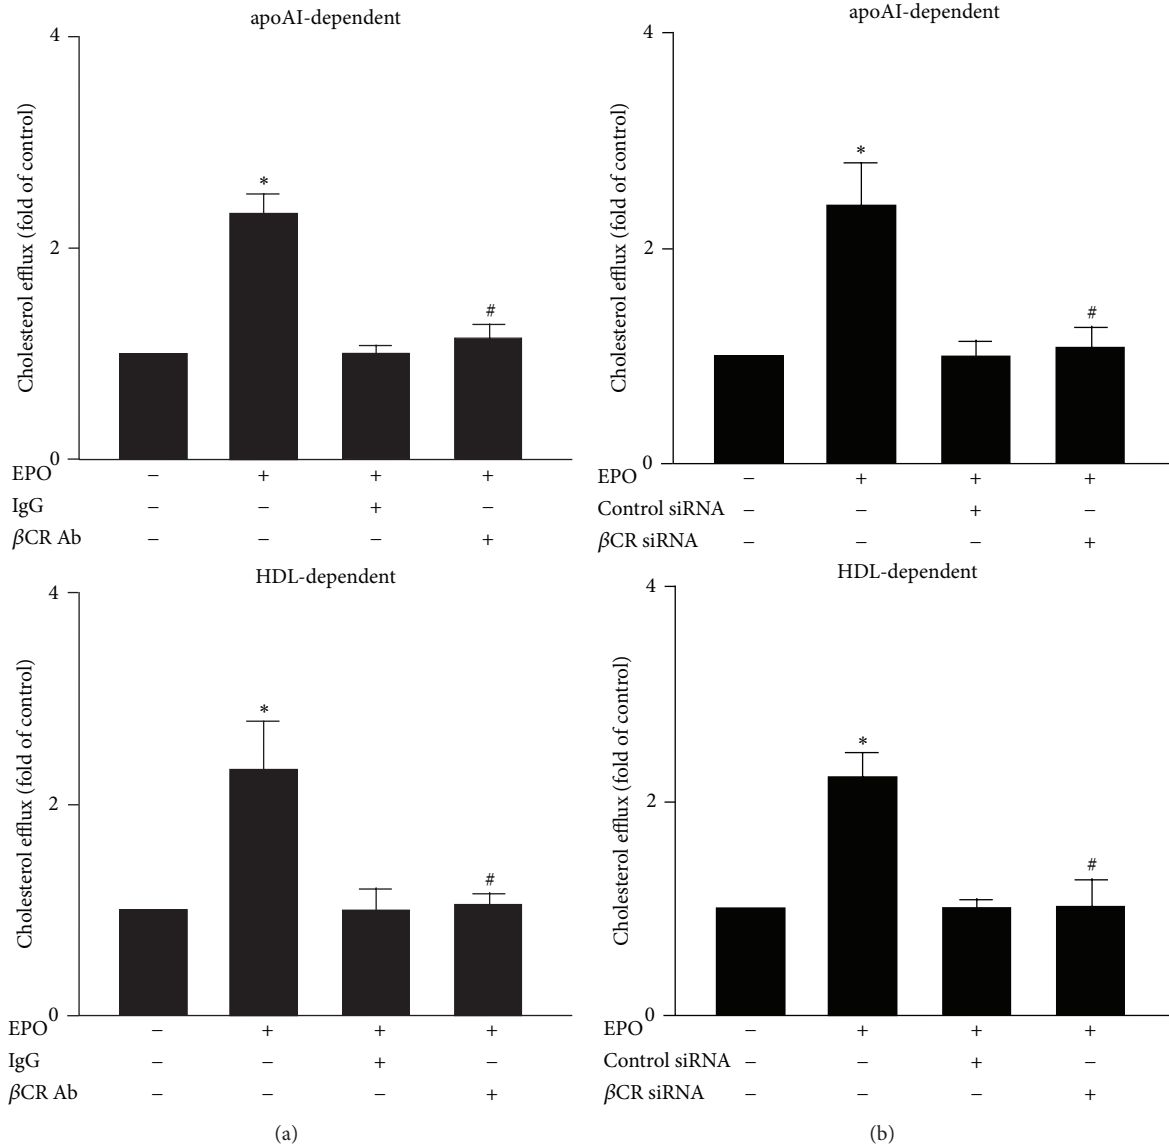 apoAI-dependent
4
2
0
Cholesterol efflux (fold of control)
*
#
EPO − + + +
IgG − − + −
βCR Ab − − − +
HDL-dependent
4
2
0
Cholesterol efflux (fold of control)
*
#
EPO − + + +
IgG − − + −
βCR Ab − − − +
(a)
apoAI-dependent
4
2
0
Cholesterol efflux (fold of control)
*
#
EPO − + + +
Control siRNA − − + −
βCR siRNA − − − +
HDL-dependent
4
2
0
Cholesterol efflux (fold of control)
*
#
EPO − + + +
Control siRNA − − + −
βCR siRNA − − − +
(b)